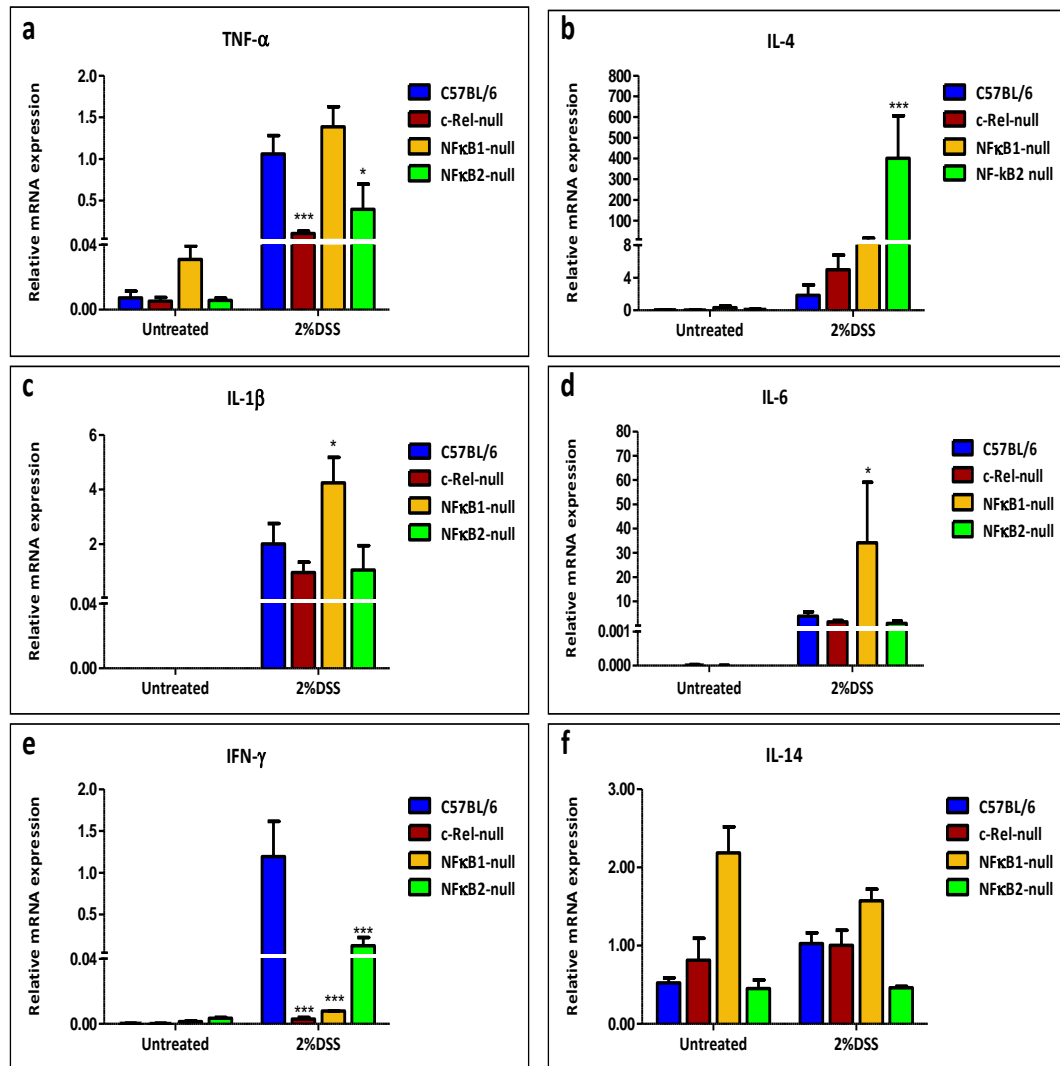 a
TNF-α
Relative mRNA expression
2.0
1.5
1.0
0.5
0.04
0.00
***
*
Untreated
2%DSS
C57BL/6
c-Rel-null
NFκB1-null
NFκB2-null
b
IL-4
Relative mRNA expression
800
700
600
500
400
300
200
100
8
4
0
***
Untreated
2%DSS
C57BL/6
c-Rel-null
NFκB1-null
NF-kB2 null
c
IL-1β
Relative mRNA expression
6
4
2
0.04
0.00
*
Untreated
2%DSS
C57BL/6
c-Rel-null
NFκB1-null
NFκB2-null
d
IL-6
Relative mRNA expression
80
70
60
50
40
30
20
10
0.001
0.000
*
Untreated
2%DSS
C57BL/6
c-Rel-null
NFκB1-null
NFκB2-null
e
IFN-γ
Relative mRNA expression
2.0
1.5
1.0
0.5
0.04
0.00
***
***
***
Untreated
2%DSS
C57BL/6
c-Rel-null
NFκB1-null
NFκB2-null
f
IL-14
Relative mRNA expression
3.00
2.00
1.00
0.00
Untreated
2%DSS
C57BL/6
c-Rel-null
NFκB1-null
NFκB2-null